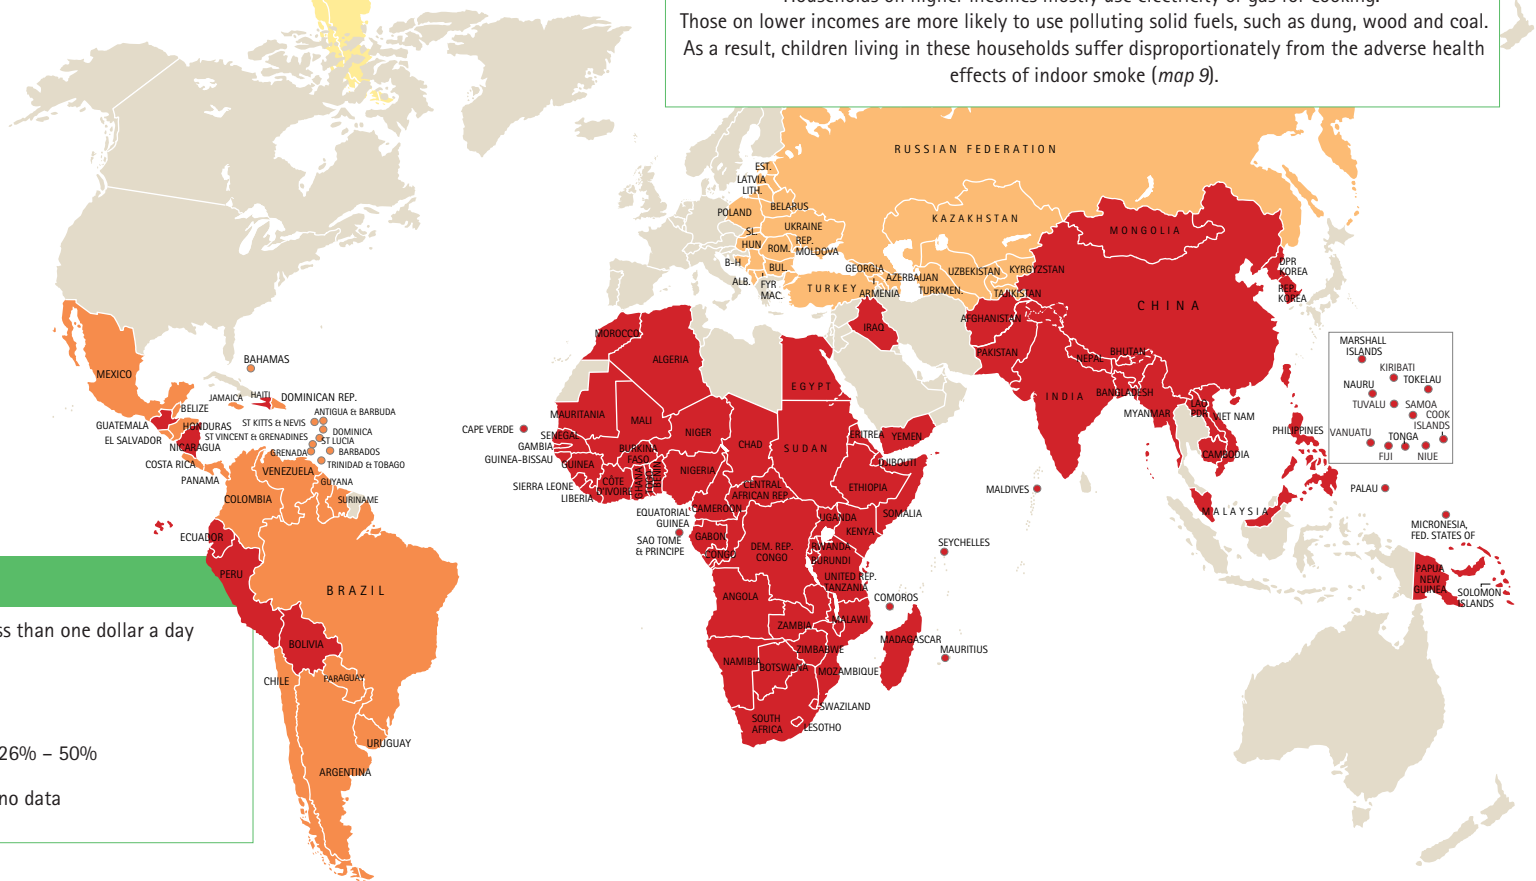 Those on lower incomes are more likely to use polluting solid fuels, such as dung, wood and coal.
As a result, children living in these households suffer disproportionately from the adverse health
effects of indoor smoke (map 9).
RUSSIAN FEDERATION
EST.
LATVIA
LITH.
BELARUS
POLAND
UKRAINE
SL.
HUN
ROM.
REP.
MOLDOVA
B-H
BUL.
ALB.
FYR
MAC.
KAZAKHSTAN
MONGOLIA
GEORGIA
AZERBAIJAN
UZBEKISTAN
KYRGYZSTAN
TURKEY
ARMENIA
TURKMEN.
TAJIKISTAN
DPR
KOREA
REP.
KOREA
CHINA
AFGHANISTAN
IRAQ
PAKISTAN
NEPAL
BHUTAN
INDIA
BANGLADESH
MYANMAR
LAO
PDR
VIET NAM
CAMBODIA
PHILIPPINES
MALAYSIA
MALDIVES
MARSHALL
ISLANDS
KIRIBATI
NAURU
TOKELAU
TUVALU
SAMOA
COOK
ISLANDS
VANUATU
TONGA
FIJI
NIUE
PALAU
MICRONESIA,
FED. STATES OF
PAPUA
NEW
GUINEA
SOLOMON
ISLANDS
MOROCCO
ALGERIA
EGYPT
MAURITANIA
MALI
NIGER
CHAD
SUDAN
ERITREA
YEMEN
DJIBOUTI
CAPE VERDE
SENEGAL
GAMBIA
GUINEA-BISSAU
GUINEA
SIERRA LEONE
LIBERIA
BURKINA
FASO
CÔTE
D'IVOIRE
GHANA
TOGO
BENIN
NIGERIA
CENTRAL
AFRICAN REP.
CAMEROON
ETHIOPIA
SOMALIA
EQUATORIAL
GUINEA
SAO TOME
& PRINCIPE
GABON
CONGO
DEM. REP.
CONGO
UGANDA
KENYA
RWANDA
BURUNDI
UNITED REP.
TANZANIA
SEYCHELLES
COMOROS
ANGOLA
ZAMBIA
MALAWI
MADAGASCAR
MAURITIUS
ZIMBABWE
NAMIBIA
BOTSWANA
MOZAMBIQUE
SWAZILAND
SOUTH
AFRICA
LESOTHO
BAHAMAS
MEXICO
JAMAICA
HAITI
DOMINICAN REP.
BELIZE
ANTIGUA & BARBUDA
GUATEMALA
HONDURAS
ST KITTS & NEVIS
DOMINICA
EL SALVADOR
ST VINCENT & GRENADINES
ST LUCIA
NICARAGUA
GRENADA
BARBADOS
COSTA RICA
TRINIDAD & TOBAGO
PANAMA
VENEZUELA
GUYANA
COLOMBIA
SURINAME
ECUADOR
PERU
BRAZIL
BOLIVIA
CHILE
PARAGUAY
URUGUAY
ARGENTINA
ss than one dollar a day
26% – 50%
no data